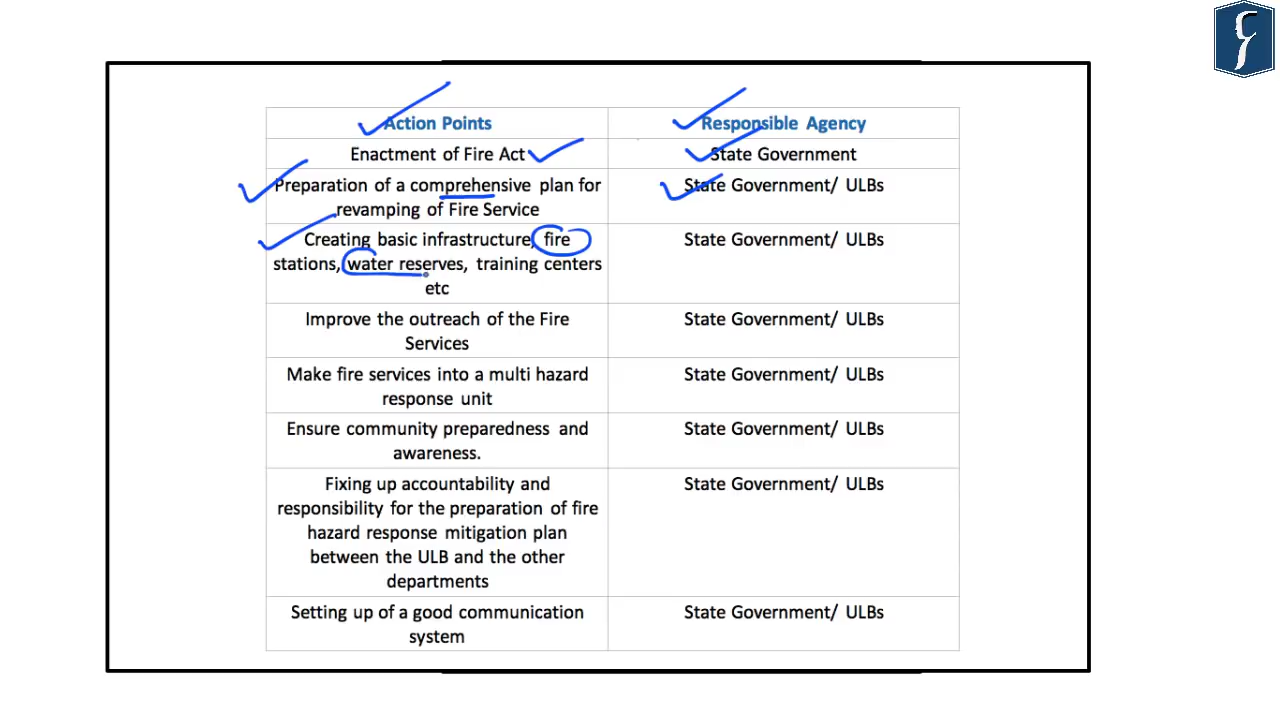 Action Points Responsible Agency
Enactment of Fire Act State Government
Preparation of a comprehensive plan for State Government/ ULBs
revamping of Fire Service
Creating basic infrastructure, fire State Government/ ULBs
stations, water reserves, training centers
etc
Improve the outreach of the Fire State Government/ ULBs
Services
Make fire services into a multi hazard State Government/ ULBs
response unit
Ensure community preparedness and State Government/ ULBs
awareness.
Fixing up accountability and State Government/ ULBs
responsibility for the preparation of fire
hazard response mitigation plan
between the ULB and the other
departments
Setting up of a good communication State Government/ ULBs
system